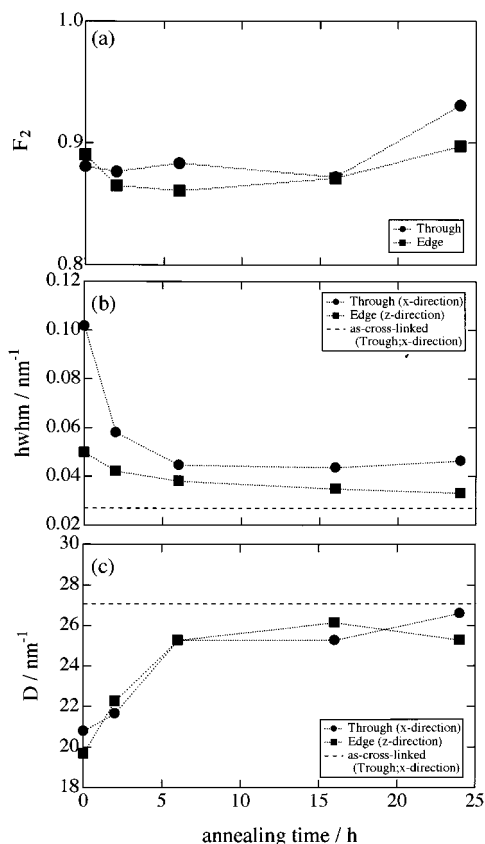 1.0
(a)
F2
0.9
Through
Edge
0.8
0.12
(b)
Through (x-direction)
Edge (z-direction)
as-cross-linked
(Trough;x-direction)
0.10
hwhm / nm-1
0.08
0.06
0.04
0.02
30
(c)
28
D / nm-1
26
24
22
20
18
Through (x-direction)
Edge (z-direction)
as-cross-linked
(Trough;x-direction)
0 5 10 15 20 25
annealing time / h